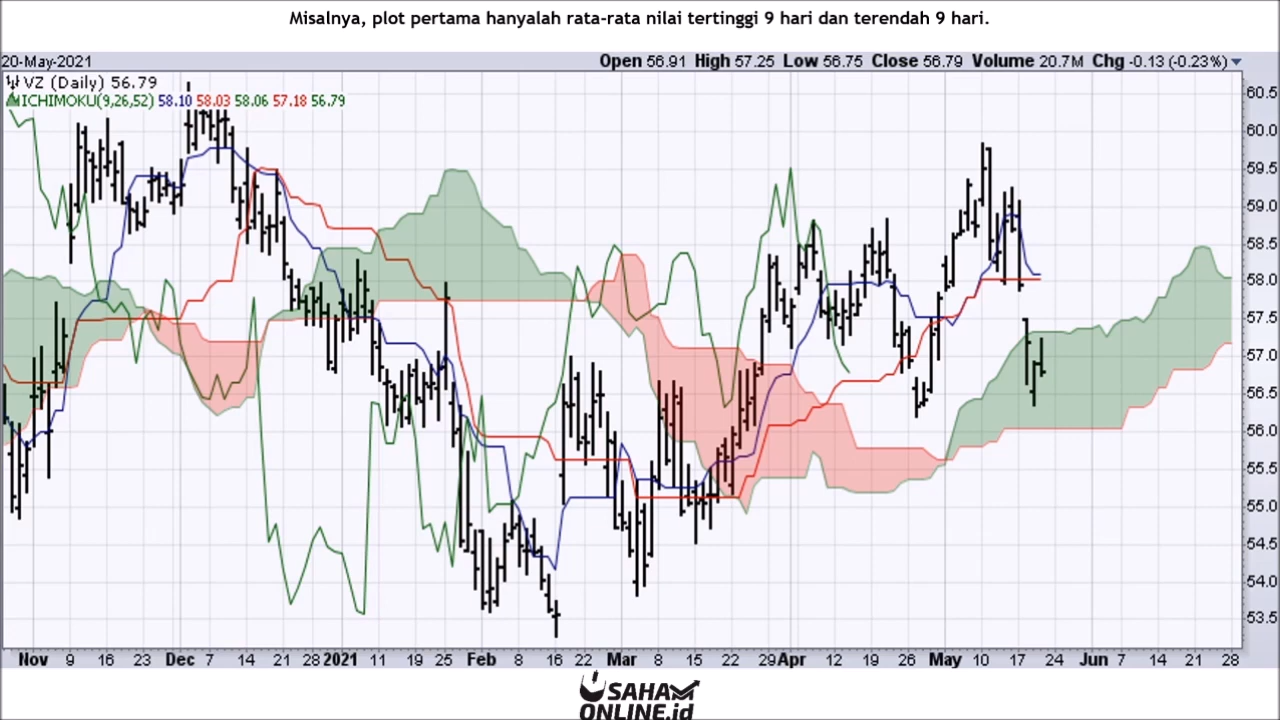 Misalnya, plot pertama hanyalah rata-rata nilai tertinggi 9 hari dan terendah 9 hari.
20-May-2021 Open 56.91 High 57.25 Low 56.75 Close 56.79 Volume 20.7M Chg -0.13 (-0.23%)
VZ (Daily) 56.79
ICHIMOKU(9,26,52) 58.10 58.03 58.06 57.18 56.79
60.5
60.0
59.5
59.0
58.5
58.0
57.5
57.0
56.5
56.0
55.5
55.0
54.5
54.0
53.5
Nov 9 16 23 Dec 7 14 21 28 2021 11 19 25 Feb 8 16 22 Mar 8 15 22 29 Apr 12 19 26 May 10 17 24 Jun 7 14 21 28
SAHAM
ONLINE.id